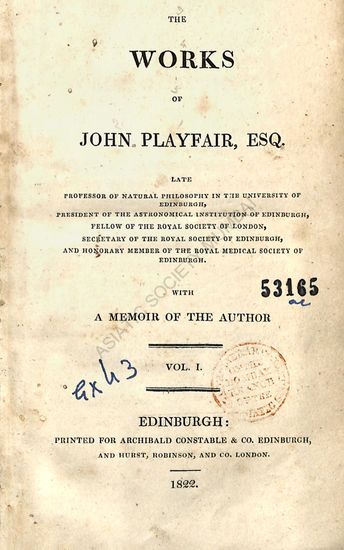 THE
WORKS
OF
JOHN PLAYFAIR, ESQ.
LATE
PROFESSOR OF NATURAL PHILOSOPHY IN THE UNIVERSITY OF
EDINBURGH,
PRESIDENT OF THE ASTRONOMICAL INSTITUTION OF EDINBURGH,
FELLOW OF THE ROYAL SOCIETY OF LONDON,
SECRETARY OF THE ROYAL SOCIETY OF EDINBURGH,
AND HONORARY MEMBER OF THE ROYAL MEDICAL SOCIETY OF
EDINBURGH.
WITH
53165
A MEMOIR OF THE AUTHOR
ASIATIC SOCIETY MUMBAI
VOL. I.
EDINBURGH:
PRINTED FOR ARCHIBALD CONSTABLE & CO. EDINBURGH,
AND HURST, ROBINSON, AND CO. LONDON.
1822.